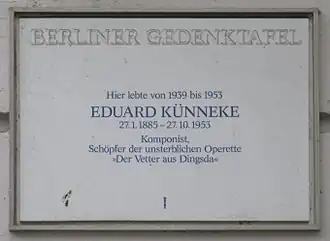 BERLINER GEDENKTAFEL
Hier lebte von 1939 bis 1953
EDUARD KÜNNEKE
27.1.1885 – 27.10.1953
Komponist,
Schöpfer der unsterblichen Operette
»Der Vetter aus Dingsda«